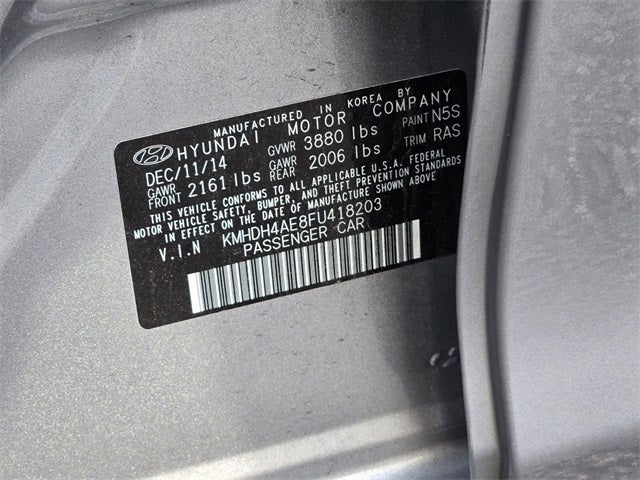 MANUFACTURED IN KOREA BY
HYUNDAI MOTOR COMPANY
DEC/11/14 GVWR 3880 lbs PAINT N5S
GAWR FRONT 2161 lbs GAWR REAR 2006 lbs TRIM RAS
THIS VEHICLE CONFORMS TO ALL APPLICABLE U.S.A. FEDERAL
MOTOR VEHICLE SAFETY, BUMPER, AND THEFT PREVENTION STANDARDS
IN EFFECT ON THE DATE OF MANUFACTURE SHOWN ABOVE.
V.I.N KMHDH4AE8FU418203
PASSENGER CAR